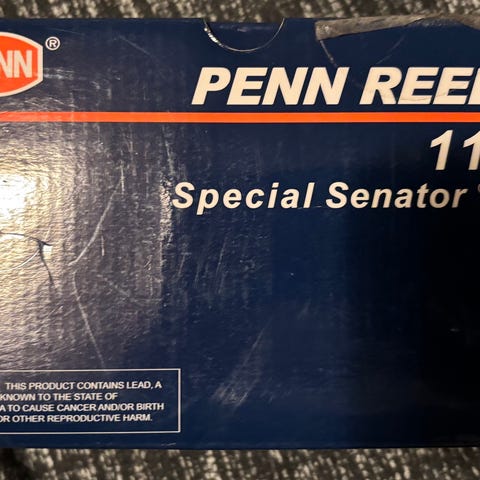 NN ®
PENN REEL
11
Special Senator
THIS PRODUCT CONTAINS LEAD, A
KNOWN TO THE STATE OF
A TO CAUSE CANCER AND/OR BIRTH
OR OTHER REPRODUCTIVE HARM.